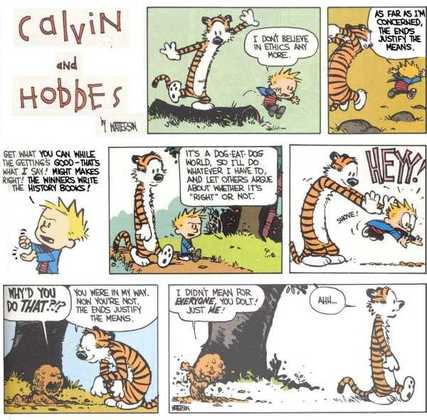 CALVIN
and
HOBBES
by WATTERSON
I DON'T BELIEVE
IN ETHICS ANY
MORE.
AS FAR AS I'M
CONCERNED,
THE ENDS
JUSTIFY THE
MEANS.
GET WHAT YOU CAN WHILE
THE GETTING'S GOOD--THAT'S
WHAT I SAY! MIGHT MAKES
RIGHT! THE WINNERS WRITE
THE HISTORY BOOKS!
IT'S A DOG-EAT-DOG
WORLD, SO I'LL DO
WHATEVER I HAVE TO,
AND LET OTHERS ARGUE
ABOUT WHETHER IT'S
"RIGHT" OR NOT.
HEYY!
SHOVE!
WHY'D YOU
DO THAT?!?
YOU WERE IN MY WAY.
NOW YOU'RE NOT.
THE ENDS JUSTIFY
THE MEANS.
I DIDN'T MEAN FOR
EVERYONE, YOU DOLT!
JUST ME!
AHH...
WATTERSON